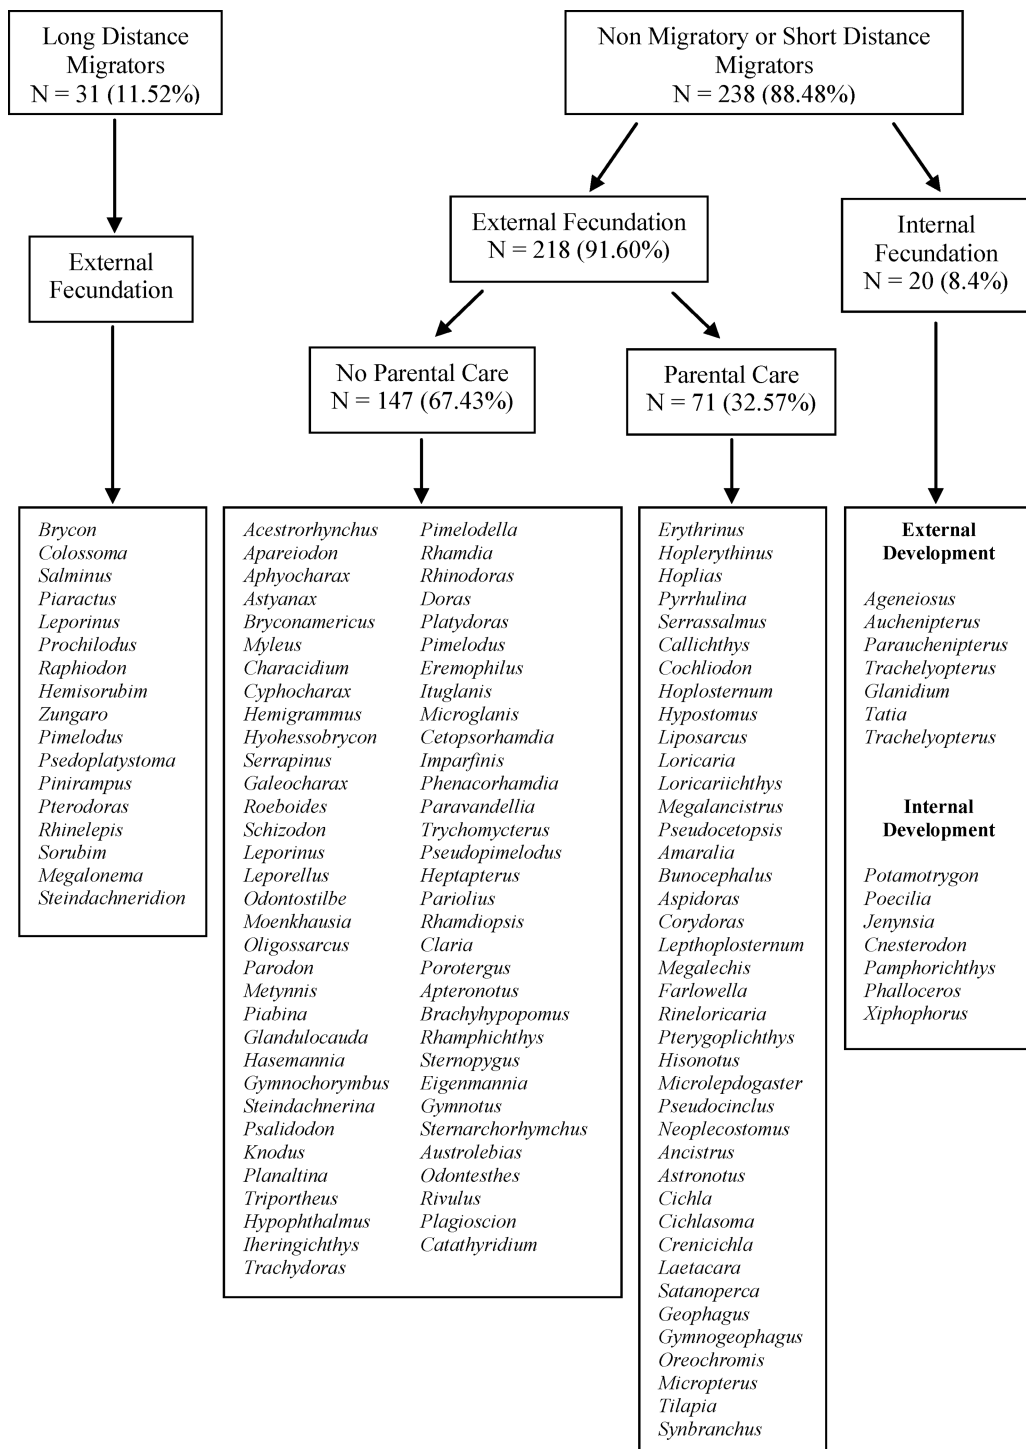 Long Distance
Migrators
N = 31 (11.52%)
Non Migratory or Short Distance
Migrators
N = 238 (88.48%)
External Fecundation
N = 218 (91.60%)
Internal
Fecundation
N = 20 (8.4%)
External
Fecundation
No Parental Care
N = 147 (67.43%)
Parental Care
N = 71 (32.57%)
Brycon
Colossoma
Salminus
Piaractus
Leporinus
Prochilodus
Raphiodon
Hemisorubim
Zungaro
Pimelodus
Psedoplatystoma
Pinirampus
Pterodoras
Rhinelepis
Sorubim
Megalonema
Steindachneridion
Acestrorhynchus
Apareiodon
Aphyocharax
Astyanax
Bryconamericus
Myleus
Characidium
Cyphocharax
Hemigrammus
Hyohessobrycon
Serrapinus
Galeocharax
Roeboides
Schizodon
Leporinus
Leporellus
Odontostilbe
Moenkhausia
Oligossarcus
Parodon
Metynnis
Piabina
Glandulocauda
Hasemannia
Gymnochorymbus
Steindachnerina
Psalidodon
Knodus
Planaltina
Triportheus
Hypophthalmus
Iheringichthys
Trachydoras
Pimelodella
Rhamdia
Rhinodoras
Doras
Platydoras
Pimelodus
Eremophilus
Ituglanis
Microglanis
Cetopsorhamdia
Imparfinis
Phenacorhamdia
Paravandellia
Trychomycterus
Pseudopimelodus
Heptapterus
Pariolius
Rhamdiopsis
Claria
Porotergus
Apteronotus
Brachyhypopomus
Rhamphichthys
Sternopygus
Eigenmannia
Gymnotus
Sternarchorhymchus
Austrolebias
Odontesthes
Rivulus
Plagioscion
Catathyridium
Erythrinus
Hoplerythinus
Hoplias
Pyrrhulina
Serrassalmus
Callichthys
Cochliodon
Hoplosternum
Hypostomus
Liposarcus
Loricaria
Loricariichthys
Megalancistrus
Pseudocetopsis
Amaralia
Bunocephalus
Aspidoras
Corydoras
Lepthoplosternum
Megalechis
Farlowella
Rineloricaria
Pterygoplichthys
Hisonotus
Microlepdogaster
Pseudocinclus
Neoplecostomus
Ancistrus
Astronotus
Cichla
Cichlasoma
Crenicichla
Laetacara
Satanoperca
Geophagus
Gymnogeophagus
Oreochromis
Micropterus
Tilapia
Synbranchus
External
Development
Ageneiosus
Auchenipterus
Parauchenipterus
Trachelyopterus
Glanidium
Tatia
Trachelyopterus
Internal
Development
Potamotrygon
Poecilia
Jenynsia
Cnesterodon
Pamphorichthys
Phalloceros
Xiphophorus